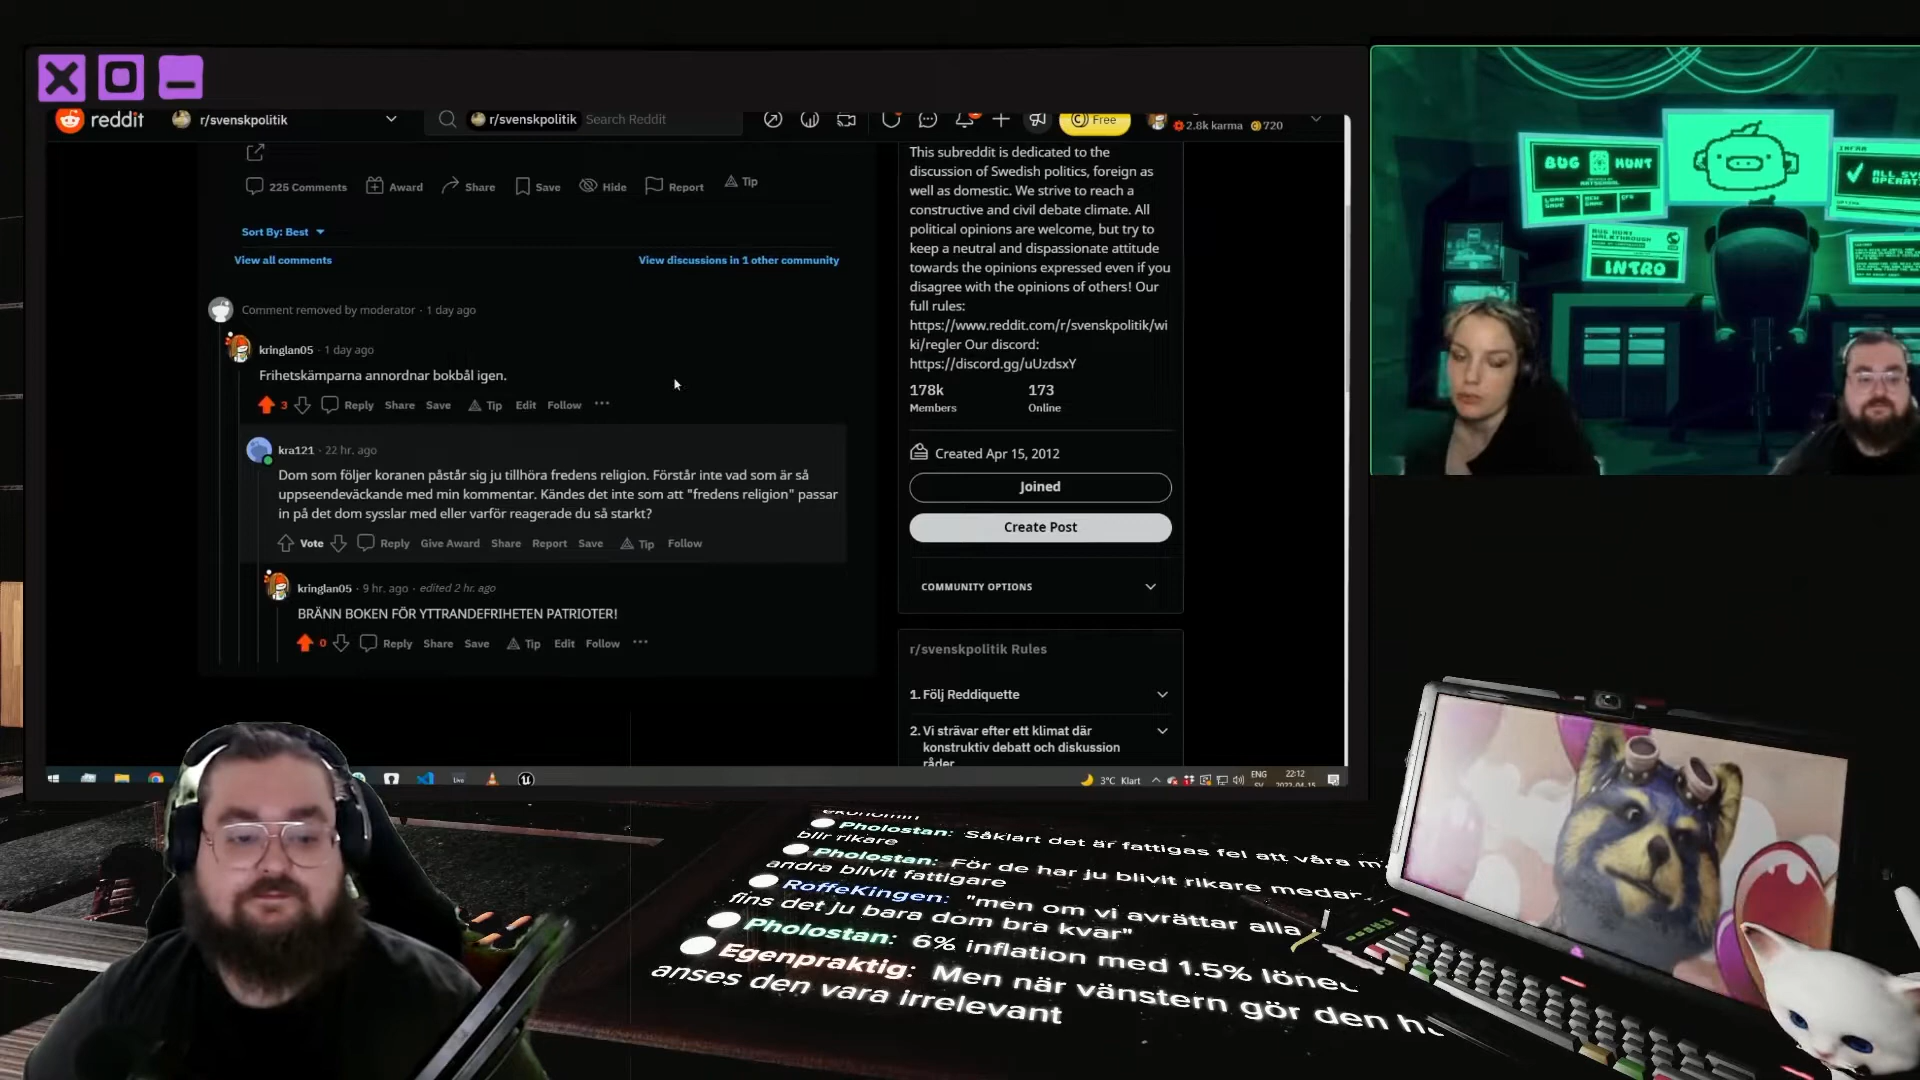 reddit
r/svenskpolitik
r/svenskpolitik Search Reddit
Free
2.8k karma 720
225 Comments Award Share Save Hide Report Tip
Sort By: Best
View all comments
View discussions in 1 other community
Comment removed by moderator · 1 day ago
kringlan05 · 1 day ago
Frihetskämparna annordnar bokbål igen.
3 Reply Share Save Tip Edit Follow ···
kra121 · 22 hr. ago
Dom som följer koranen påstår sig ju tillhöra fredens religion. Förstår inte vad som är så
uppseendeväckande med min kommentar. Kändes det inte som att "fredens religion" passar
in på det dom sysslar med eller varför reagerade du så starkt?
Vote Reply Give Award Share Report Save Tip Follow
kringlan05 · 9 hr. ago · edited 2 hr. ago
BRÄNN BOKEN FÖR YTTRANDEFRIHETEN PATRIOTER!
0 Reply Share Save Tip Edit Follow ···
This subreddit is dedicated to the
discussion of Swedish politics, foreign as
well as domestic. We strive to reach a
constructive and civil debate climate. All
political opinions are welcome, but try to
keep a neutral and dispassionate attitude
towards the opinions expressed even if you
disagree with the opinions of others! Our
full rules:
https://www.reddit.com/r/svenskpolitik/wi
ki/regler Our discord:
https://discord.gg/uUzdsxY
178k 173
Members Online
Created Apr 15, 2012
Joined
Create Post
COMMUNITY OPTIONS
r/svenskpolitik Rules
1. Följ Reddiquette
2. Vi strävar efter ett klimat där
konstruktiv debatt och diskussion
råder
3°C Klart
ENG
22:12
2022-04-15
BUG HUNT
LOAD
SAVE
NEW
GAME
BUG HUNT
WALKTHROUGH
INTRO
ALL SY
OPERAT
Pholostan: Såklart det är fattigas fel att våra m
blir rikare
Pholostan: För de har ju blivit rikare medan
andra blivit fattigare
RoffeKingen: "men om vi avrättar alla
fins det ju bara dom bra kvar"
Pholostan: 6% inflation med 1.5%
Egenpraktig: Men när vänstern gör den
anses den vara irrelevant